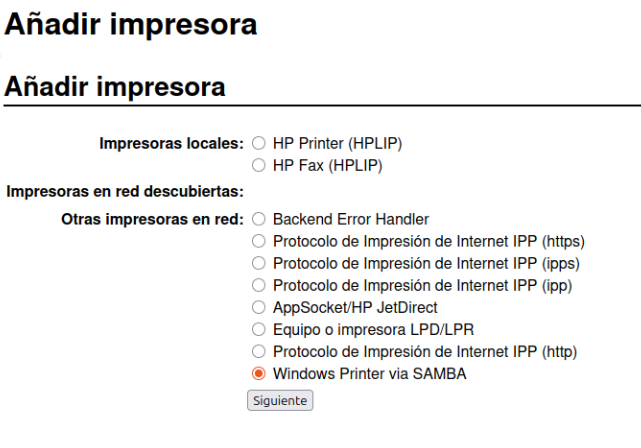 Añadir impresora
Añadir impresora
Impresoras locales: HP Printer (HPLIP)
HP Fax (HPLIP)
Impresoras en red descubiertas:
Otras impresoras en red: Backend Error Handler
Protocolo de Impresión de Internet IPP (https)
Protocolo de Impresión de Internet IPP (ipps)
Protocolo de Impresión de Internet IPP (ipp)
AppSocket/HP JetDirect
Equipo o impresora LPD/LPR
Protocolo de Impresión de Internet IPP (http)
Windows Printer via SAMBA
Siguiente